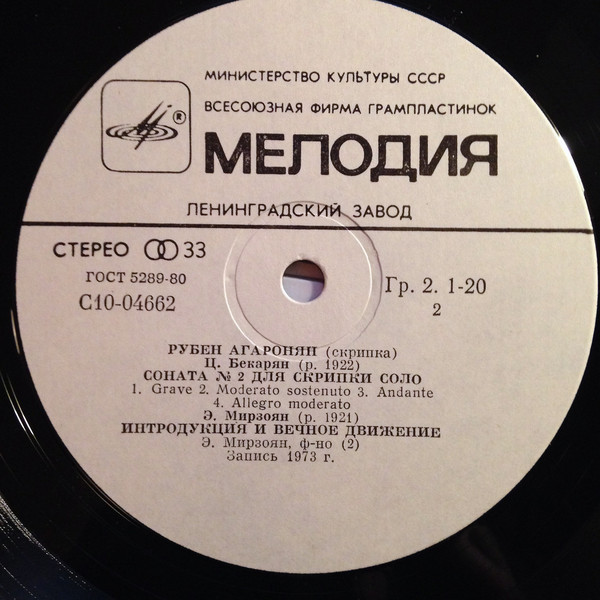 МИНИСТЕРСТВО КУЛЬТУРЫ СССР
ВСЕСОЮЗНАЯ ФИРМА ГРАМПЛАСТИНОК
®
МЕЛОДИЯ
ЛЕНИНГРАДСКИЙ ЗАВОД
СТЕРЕО 33
ГОСТ 5289-80
С10-04662
Гр. 2. 1-20
2
РУБЕН АГАРОНЯН (скрипка)
Ц. Бекарян (р. 1922)
СОНАТА № 2 ДЛЯ СКРИПКИ СОЛО
1. Grave 2. Moderato sostenuto 3. Andante
4. Allegro moderato
Э. Мирзоян (р. 1921)
ИНТРОДУКЦИЯ И ВЕЧНОЕ ДВИЖЕНИЕ
Э. Мирзоян, ф-но (2)
Запись 1973 г.